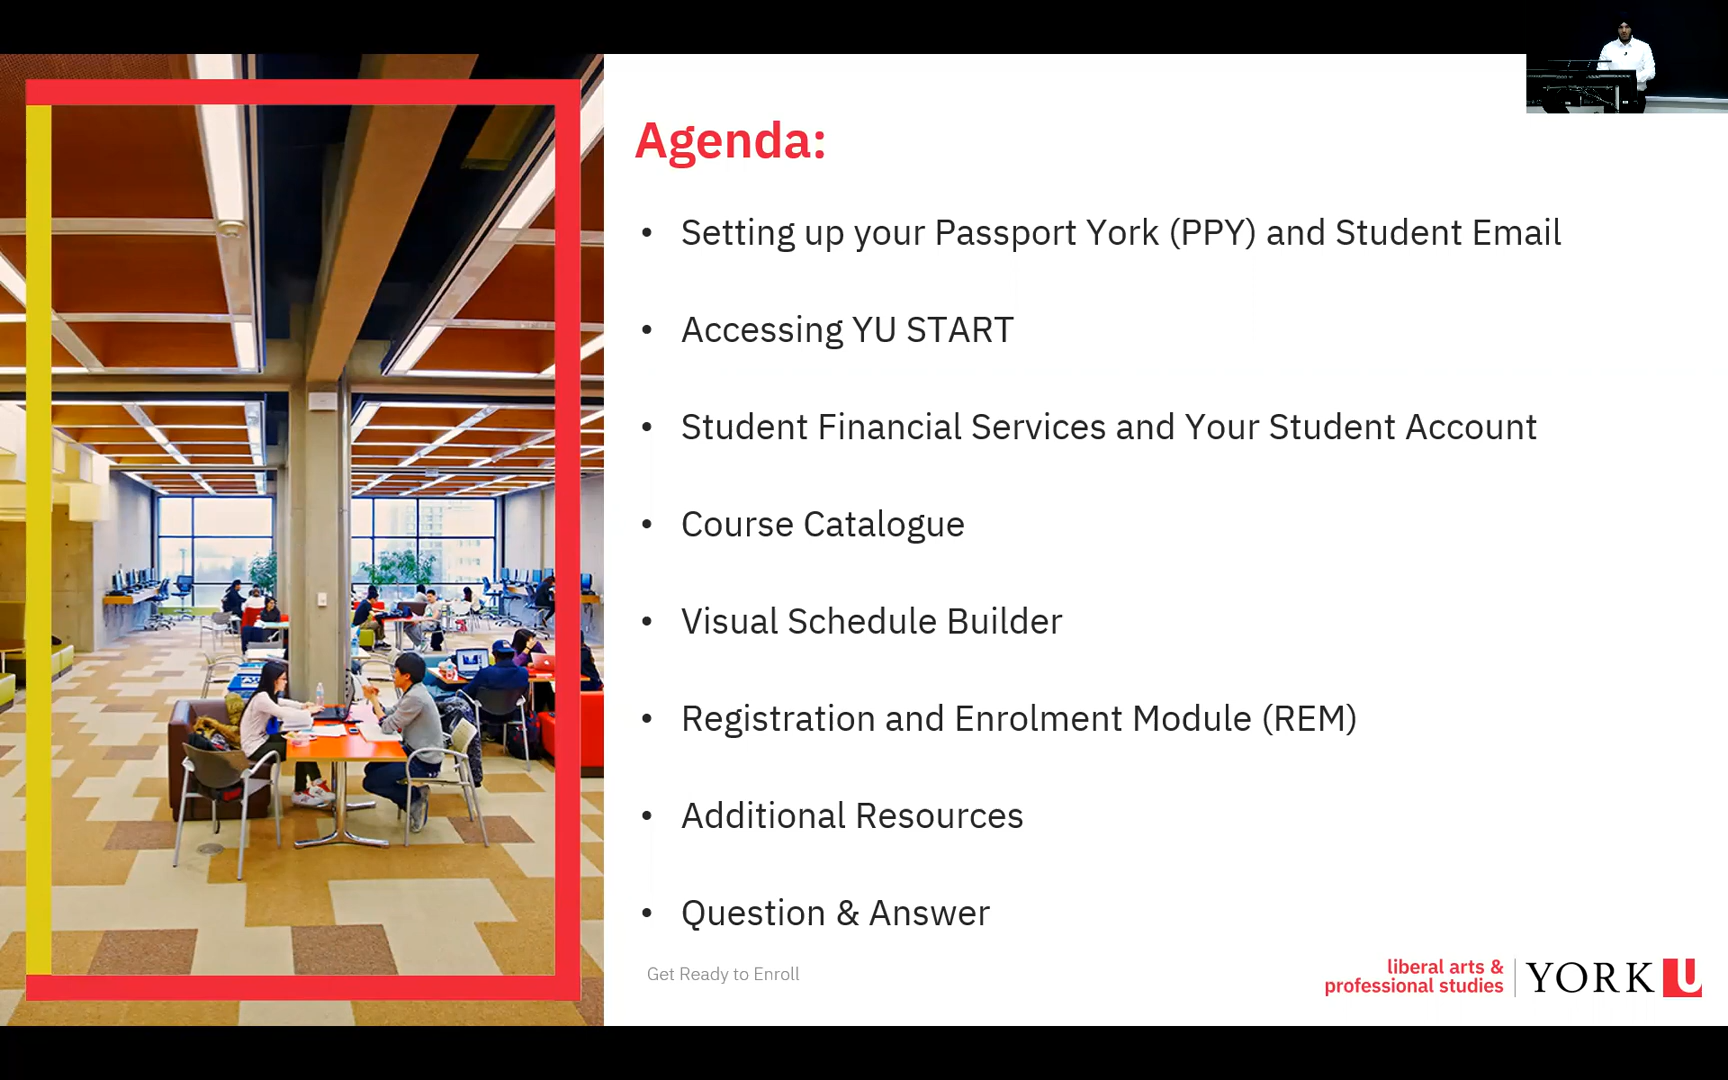 Agenda:
• Setting up your Passport York (PPY) and Student Email
• Accessing YU START
• Student Financial Services and Your Student Account
• Course Catalogue
• Visual Schedule Builder
• Registration and Enrolment Module (REM)
• Additional Resources
• Question & Answer
Get Ready to Enroll
liberal arts &
professional studies
YORK U